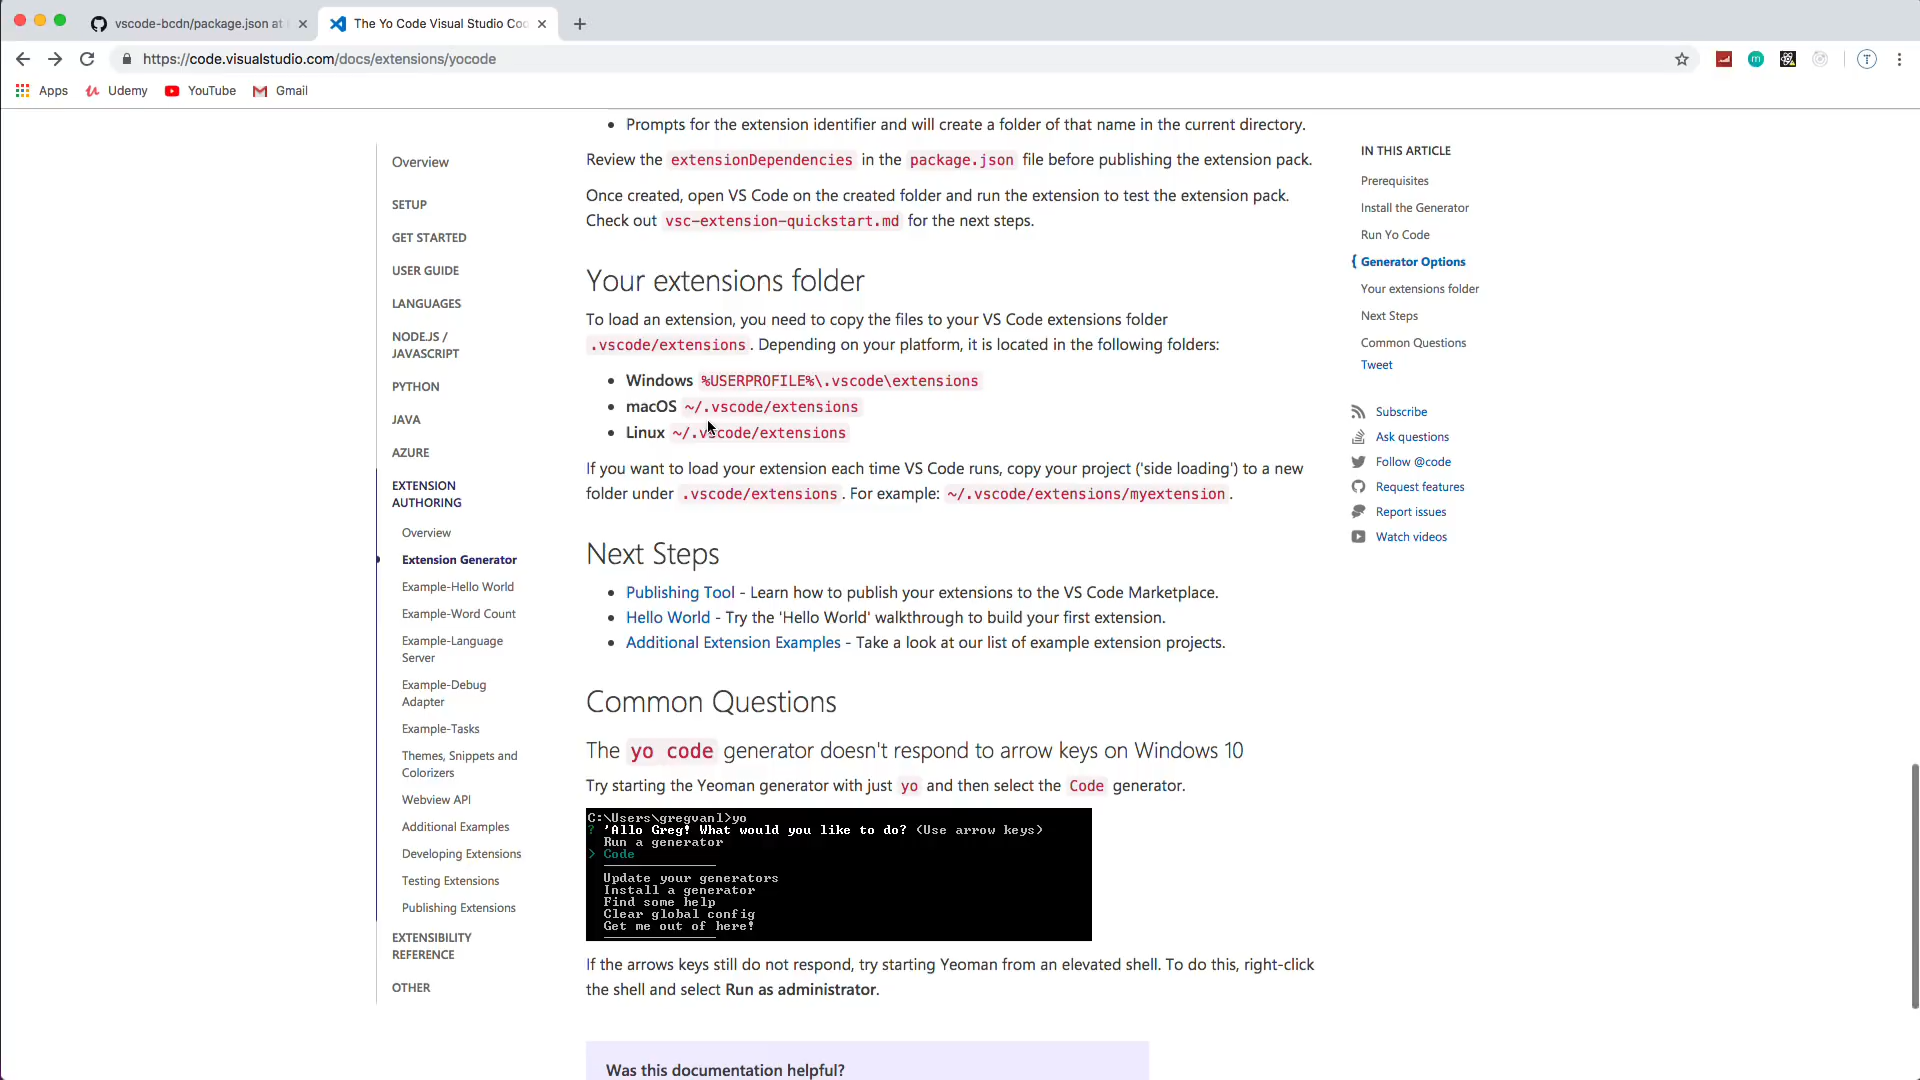 vscode-bcdn/package.json at
The Yo Code Visual Studio Co
https://code.visualstudio.com/docs/extensions/yocode
Apps
Udemy
YouTube
Gmail
Overview
SETUP
GET STARTED
USER GUIDE
LANGUAGES
NODE.JS /
JAVASCRIPT
PYTHON
JAVA
AZURE
EXTENSION
AUTHORING
Overview
Extension Generator
Example-Hello World
Example-Word Count
Example-Language
Server
Example-Debug
Adapter
Example-Tasks
Themes, Snippets and
Colorizers
Webview API
Additional Examples
Developing Extensions
Testing Extensions
Publishing Extensions
EXTENSIBILITY
REFERENCE
OTHER
Prompts for the extension identifier and will create a folder of that name in the current directory.
Review the extensionDependencies in the package.json file before publishing the extension pack.
Once created, open VS Code on the created folder and run the extension to test the extension pack.
Check out vsc-extension-quickstart.md for the next steps.
Your extensions folder
To load an extension, you need to copy the files to your VS Code extensions folder
.vscode/extensions. Depending on your platform, it is located in the following folders:
Windows %USERPROFILE%\.vscode\extensions
macOS ~/.vscode/extensions
Linux ~/.vscode/extensions
If you want to load your extension each time VS Code runs, copy your project ('side loading') to a new
folder under .vscode/extensions. For example: ~/.vscode/extensions/myextension.
Next Steps
Publishing Tool - Learn how to publish your extensions to the VS Code Marketplace.
Hello World - Try the 'Hello World' walkthrough to build your first extension.
Additional Extension Examples - Take a look at our list of example extension projects.
Common Questions
The yo code generator doesn't respond to arrow keys on Windows 10
Try starting the Yeoman generator with just yo and then select the Code generator.
C:\Users\gregvanl>yo
? 'Allo Greg! What would you like to do? (Use arrow keys)
Run a generator
> Code
Update your generators
Install a generator
Find some help
Clear global config
Get me out of here!
If the arrows keys still do not respond, try starting Yeoman from an elevated shell. To do this, right-click
the shell and select Run as administrator.
Was this documentation helpful?
IN THIS ARTICLE
Prerequisites
Install the Generator
Run Yo Code
{ Generator Options
Your extensions folder
Next Steps
Common Questions
Tweet
Subscribe
Ask questions
Follow @code
Request features
Report issues
Watch videos